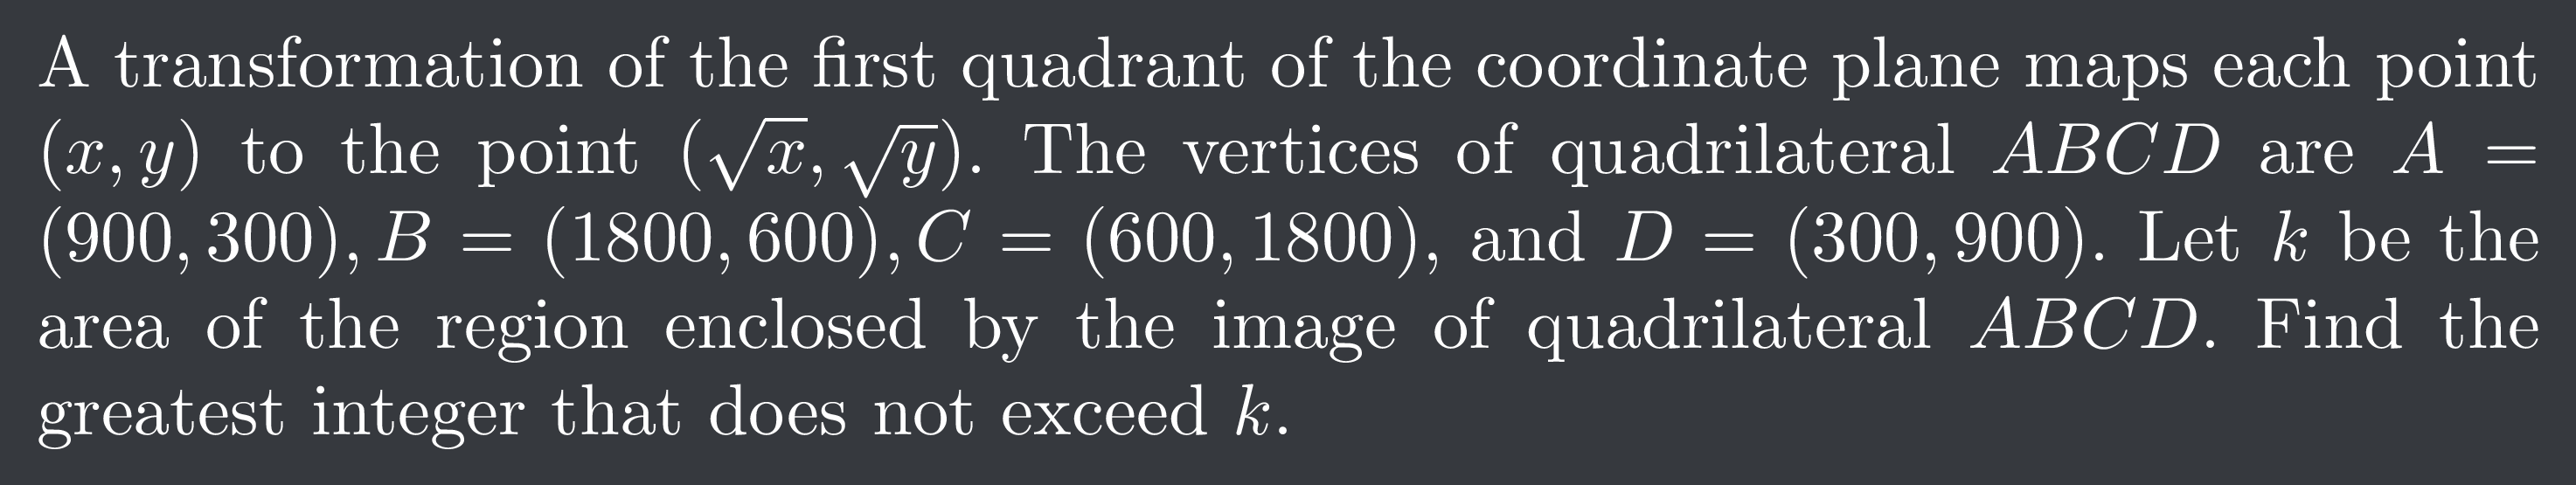 A transformation of the first quadrant of the coordinate plane maps each point
(x, y) to the point (√x, √y). The vertices of quadrilateral ABCD are A =
(900, 300), B = (1800, 600), C = (600, 1800), and D = (300, 900). Let k be the
area of the region enclosed by the image of quadrilateral ABCD. Find the
greatest integer that does not exceed k.